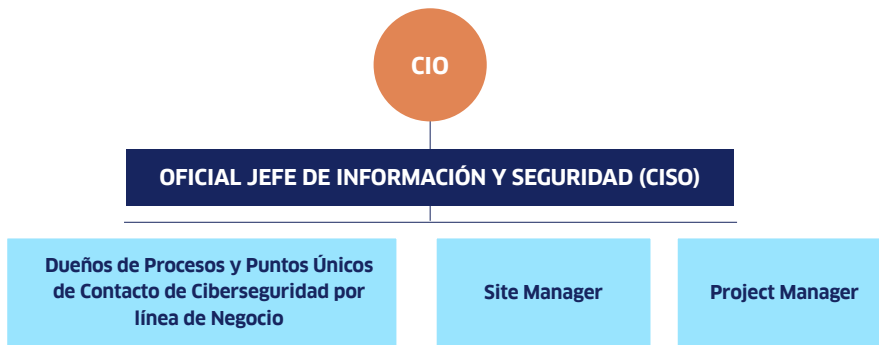 CIO
OFICIAL JEFE DE INFORMACIÓN Y SEGURIDAD (CISO)
Dueños de Procesos y Puntos Únicos
de Contacto de Ciberseguridad por
línea de Negocio
Site Manager
Project Manager